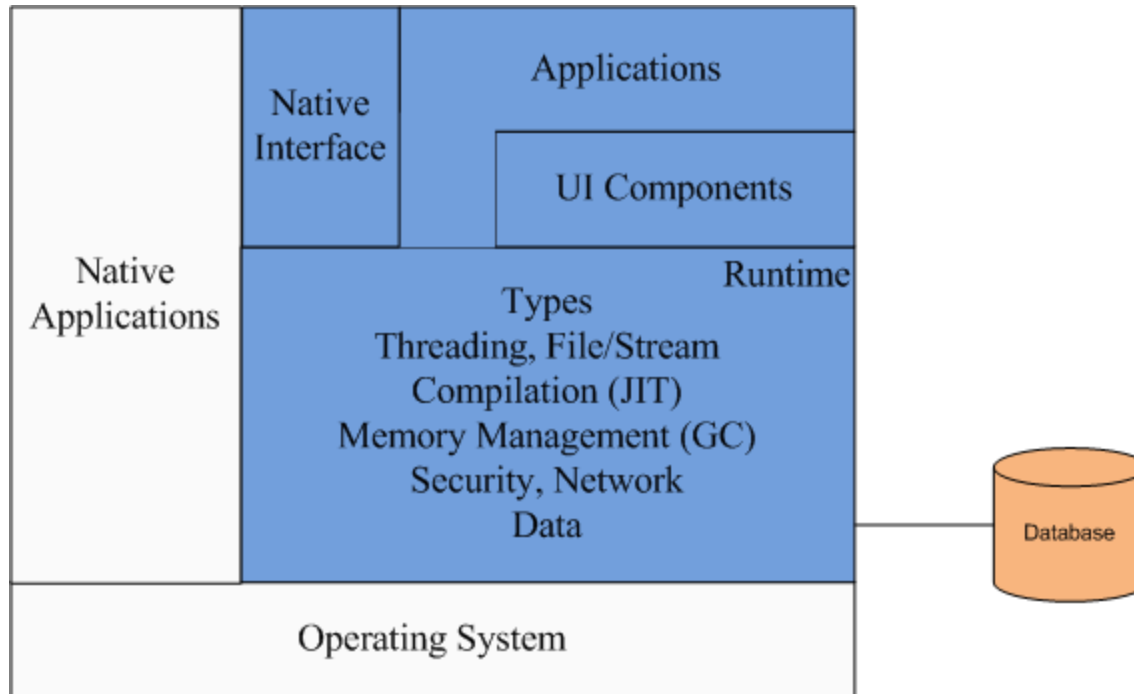 Applications
Native
Interface
UI Components
Native
Applications
Runtime
Types
Threading, File/Stream
Compilation (JIT)
Memory Management (GC)
Security, Network
Data
Database
Operating System